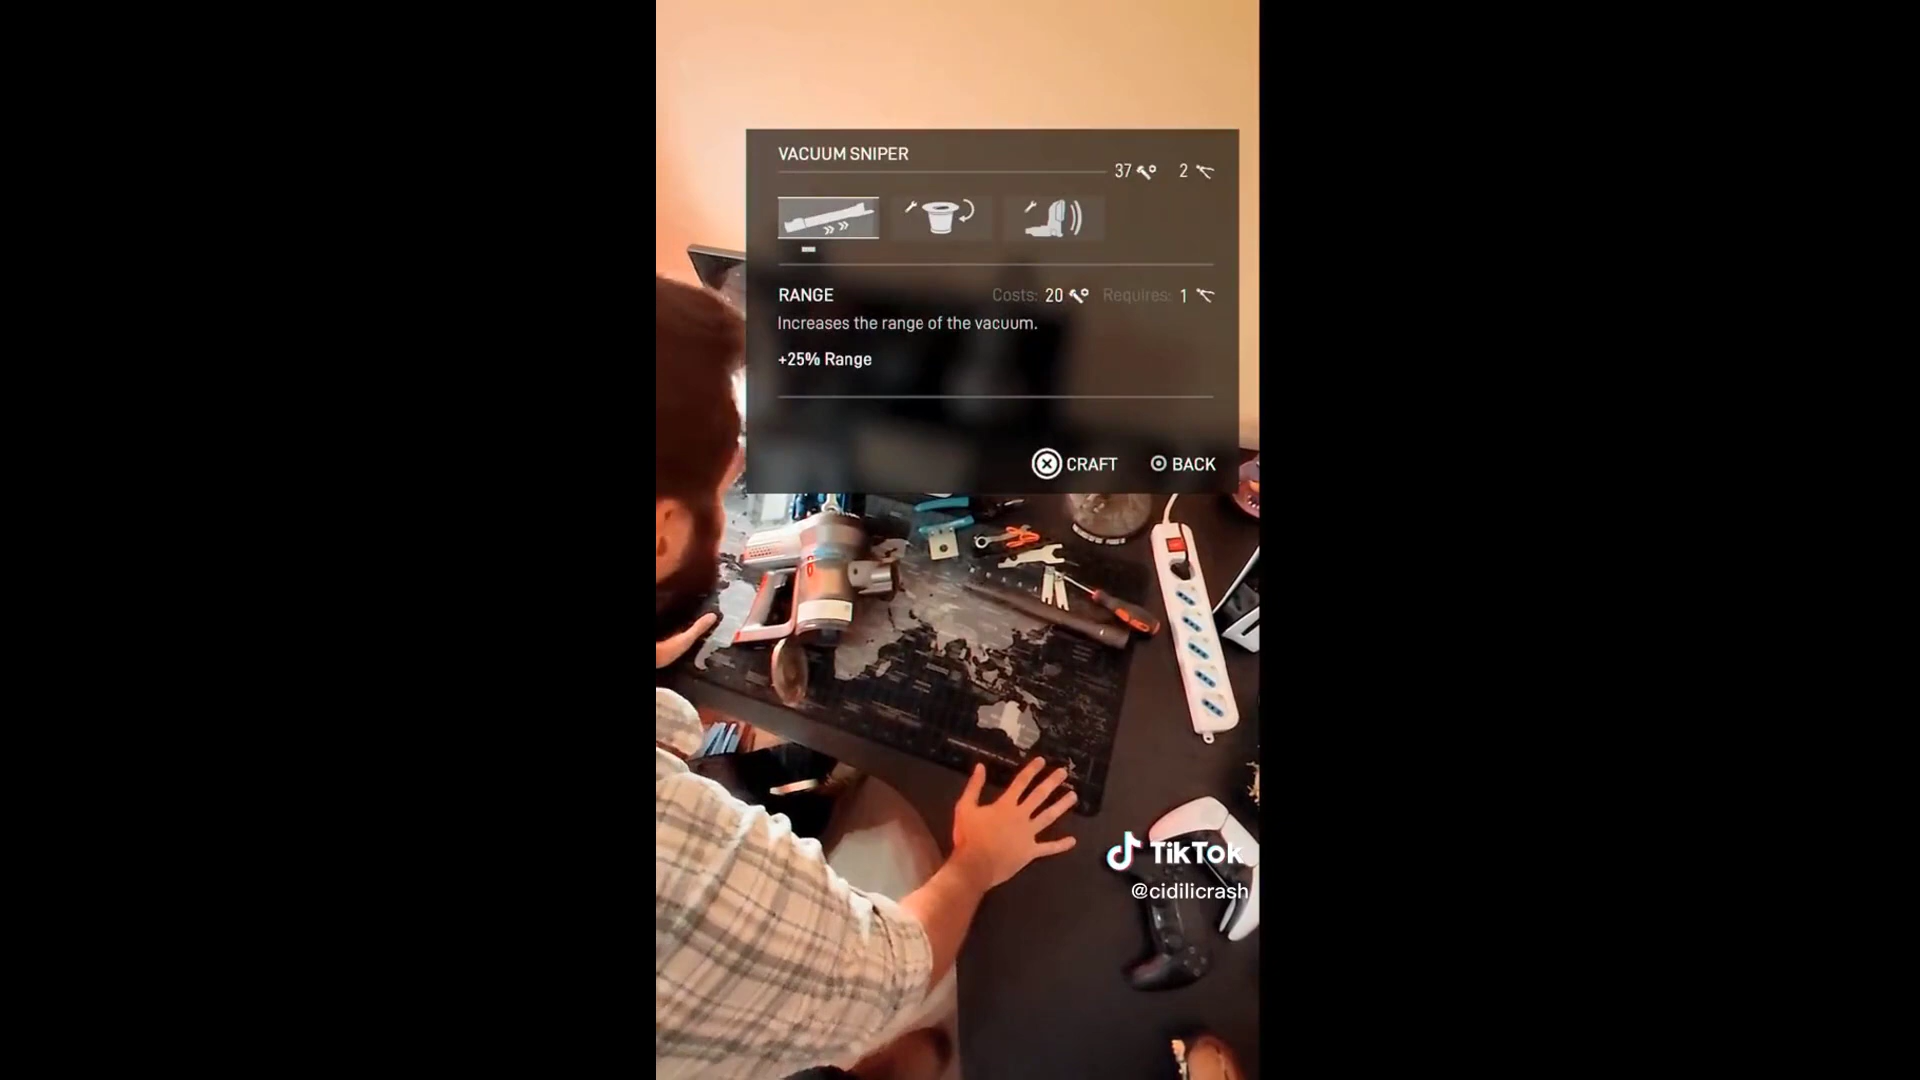 VACUUM SNIPER
37 2
RANGE Costs: 20 Requires: 1
Increases the range of the vacuum.
+25% Range
CRAFT BACK
TikTok
@cidilicrash